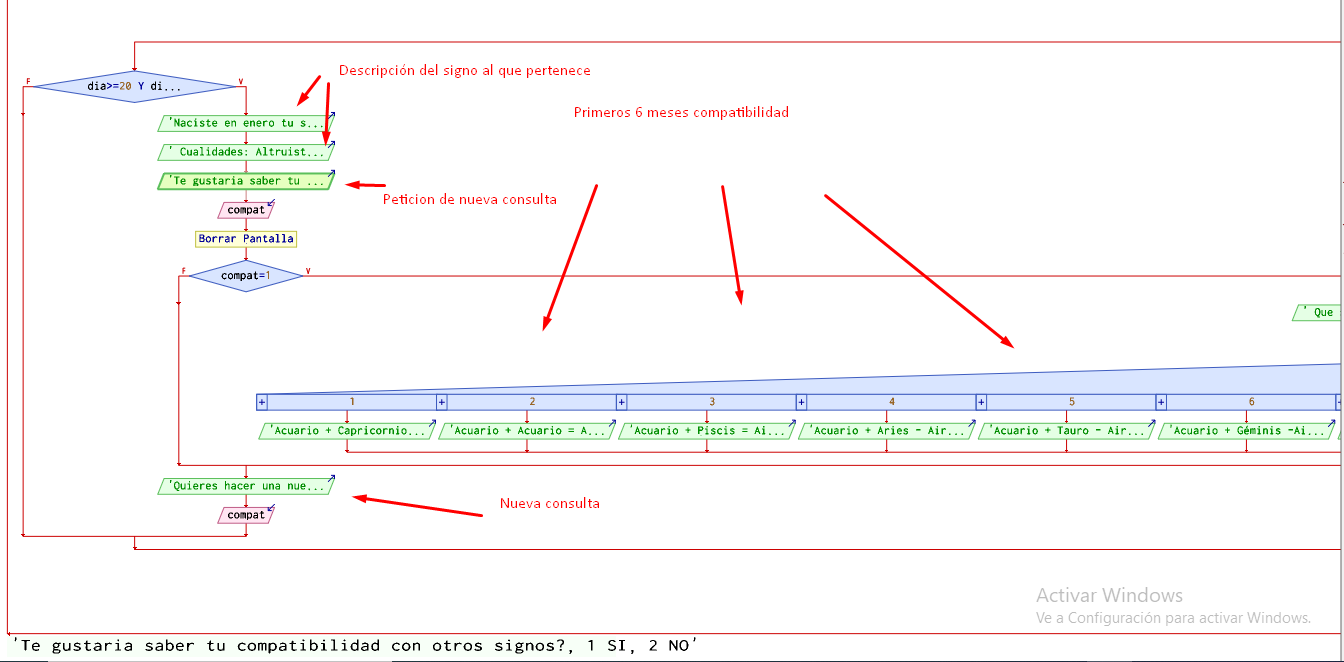 Descripción del signo al que pertenece
F
V
dia>=20 Y di...
Primeros 6 meses compatibilidad
'Naciste en enero tu s...
' Cualidades: Altruist...
'Te gustaria saber tu ...
Peticion de nueva consulta
compat
Borrar Pantalla
F
V
compat=1
' Que
+ 1 + 2 + 3 + 4 + 5 + 6 +
'Acuario + Capricornio... 'Acuario + Acuario = A... 'Acuario + Piscis = Ai... 'Acuario + Aries - Air... 'Acuario + Tauro - Air... 'Acuario + Géminis -Ai...
'Quieres hacer una nue...
Nueva consulta
compat
Activar Windows
Ve a Configuración para activar Windows.
'Te gustaria saber tu compatibilidad con otros signos?, 1 SI, 2 NO'